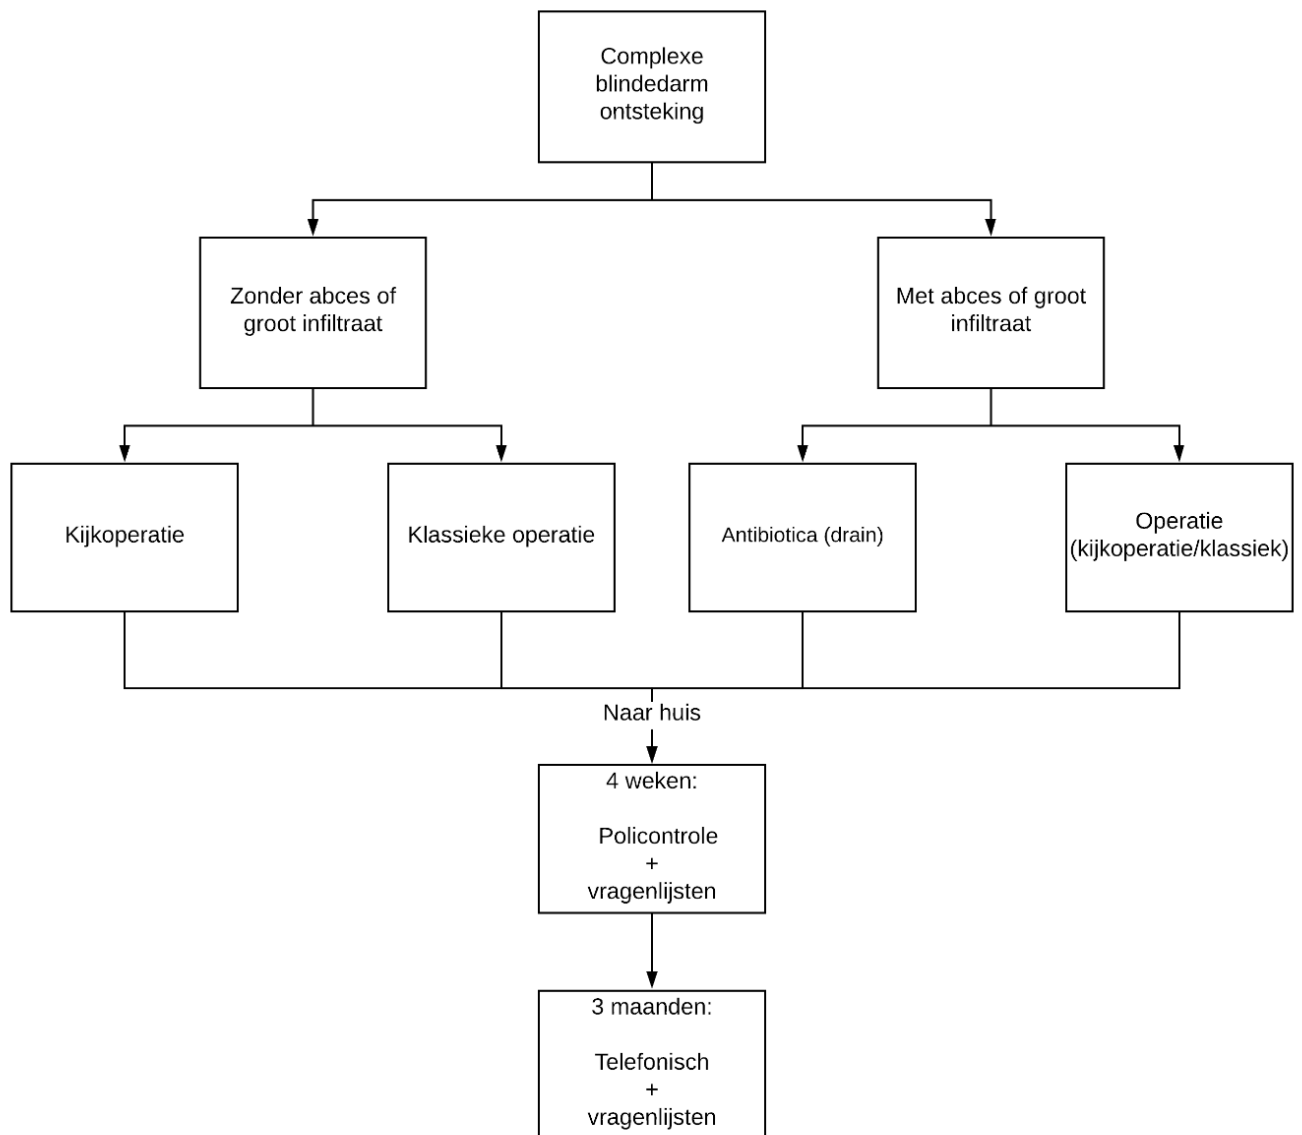 Complexe
blindedarm
ontsteking
Zonder abces of
groot infiltraat
Met abces of groot
infiltraat
Kijkoperatie
Klassieke operatie
Antibiotica (drain)
Operatie
(kijkoperatie/klassiek)
Naar huis
4 weken:
Policontrole
+
vragenlijsten
3 maanden:
Telefonisch
+
vragenlijsten